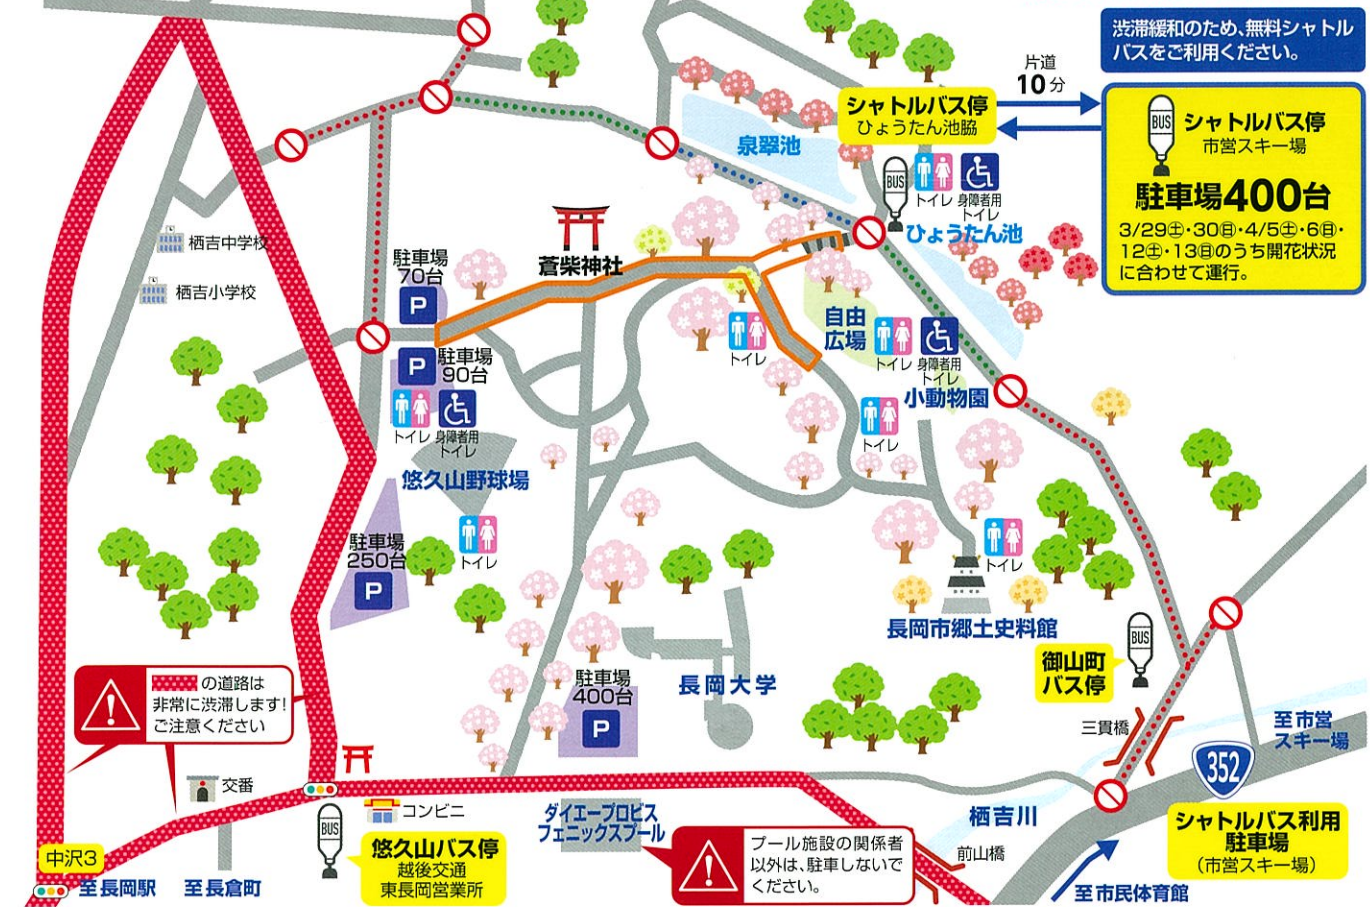 渋滞緩和のため、無料シャトル
バスをご利用ください。
片道
10分
シャトルバス停
ひょうたん池脇
BUS
シャトルバス停
市営スキー場
駐車場400台
3/29㊏・30㊐・4/5㊏・6㊐・
12㊏・13㊐のうち開花状況
に合わせて運行。
泉翠池
BUS
トイレ
身障者用
トイレ
ひょうたん池
栖吉中学校
栖吉小学校
駐車場
70台
P
蒼柴神社
P
駐車場
90台
トイレ
身障者用
トイレ
トイレ
自由
広場
トイレ
身障者用
トイレ
小動物園
トイレ
悠久山野球場
トイレ
駐車場
250台
P
トイレ
長岡市郷土史料館
長岡大学
駐車場
400台
P
御山町
バス停
BUS
三貫橋
至市営
スキー場
352
の道路は
非常に渋滞します!
ご注意ください
交番
コンビニ
BUS
悠久山バス停
越後交通
東長岡営業所
中沢3
至長岡駅
至長倉町
ダイエープロビス
フェニックスプール
プール施設の関係者
以外は、駐車しないで
ください。
栖吉川
前山橋
シャトルバス利用
駐車場
(市営スキー場)
至市民体育館